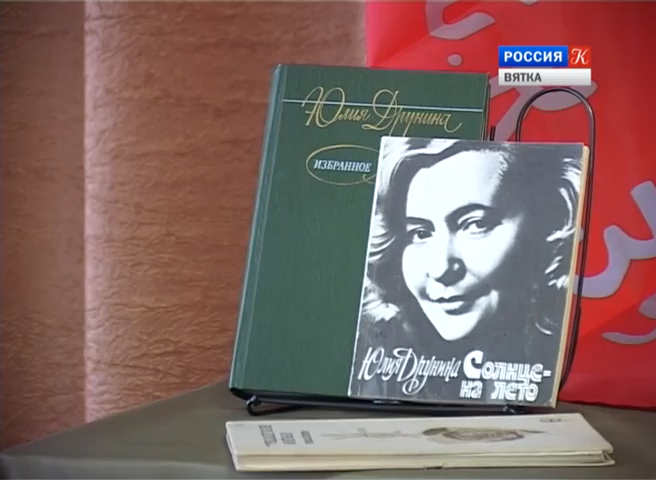 РОССИЯ К
ВЯТКА
Юлия Друнина
ИЗБРАННОЕ
Юлия Друнина Солнце-
на лето